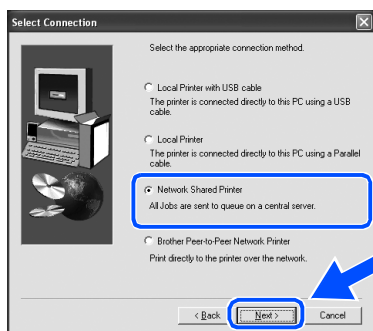 Select Connection
Select the appropriate connection method.
Local Printer with USB cable
The printer is connected directly to this PC using a USB
cable.
Local Printer
The printer is connected directly to this PC using a Parallel
cable.
Network Shared Printer
All Jobs are sent to queue on a central server.
Brother Peer-to-Peer Network Printer
Print directly to the printer over the network.
< Back
Next >
Cancel